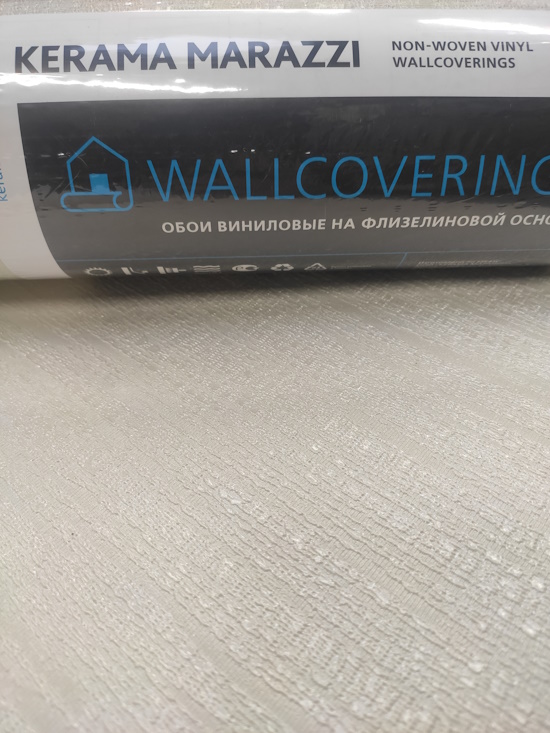 KERAMA MARAZZI
NON-WOVEN VINYL
WALLCOVERINGS
WALLCOVERING
ОБОИ ВИНИЛОВЫЕ НА ФЛИЗЕЛИНОВОЙ ОСНО